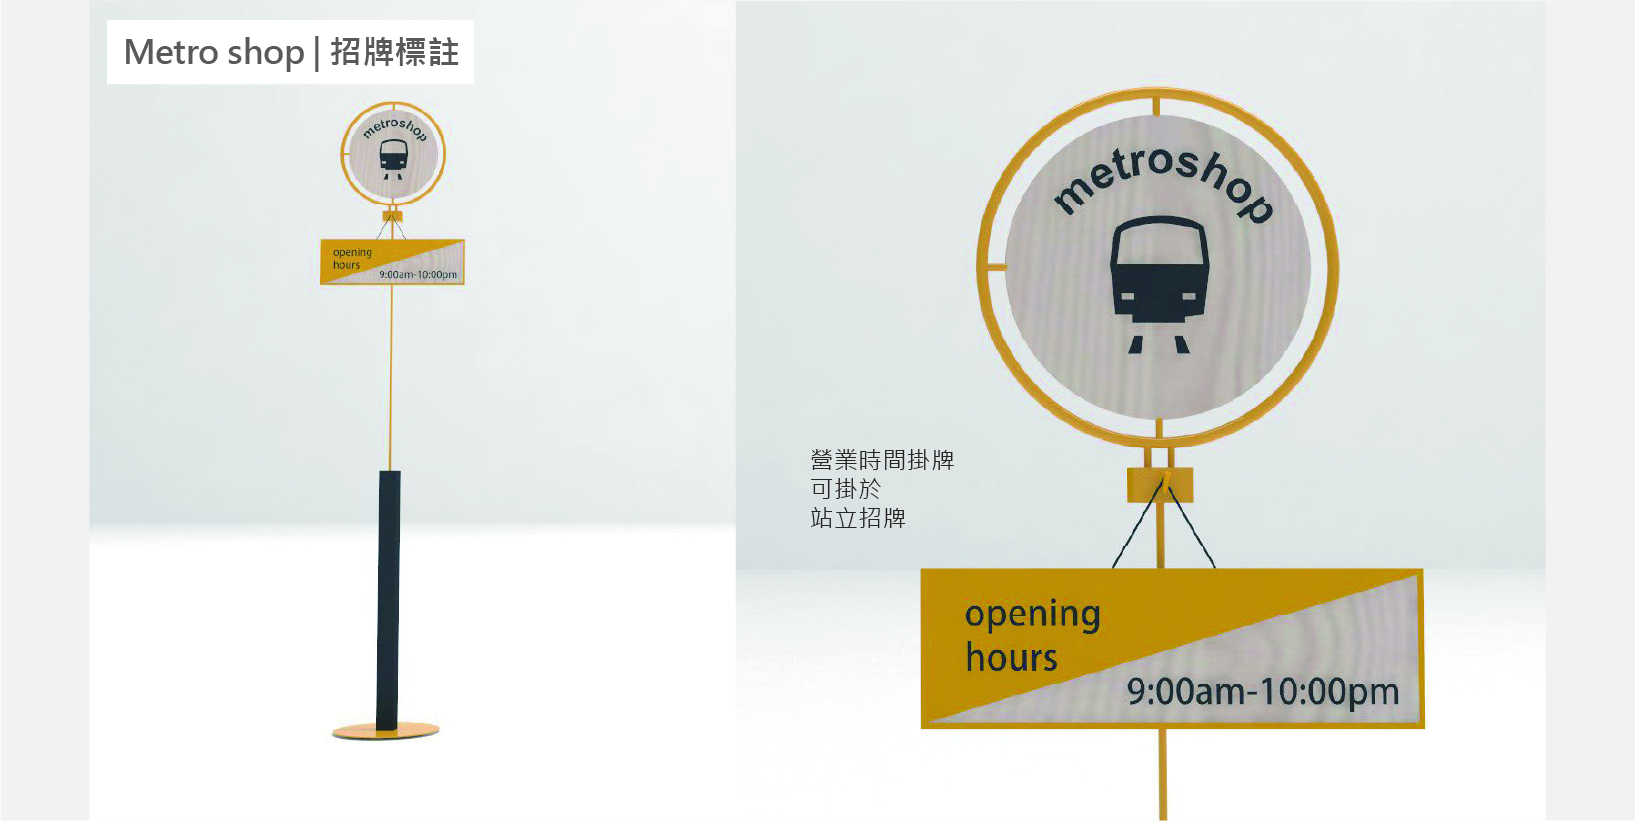 Metro shop | 招牌標註
metroshop
opening
hours
9:00am-10:00pm
metroshop
營業時間掛牌
可掛於
站立招牌
opening
hours
9:00am-10:00pm